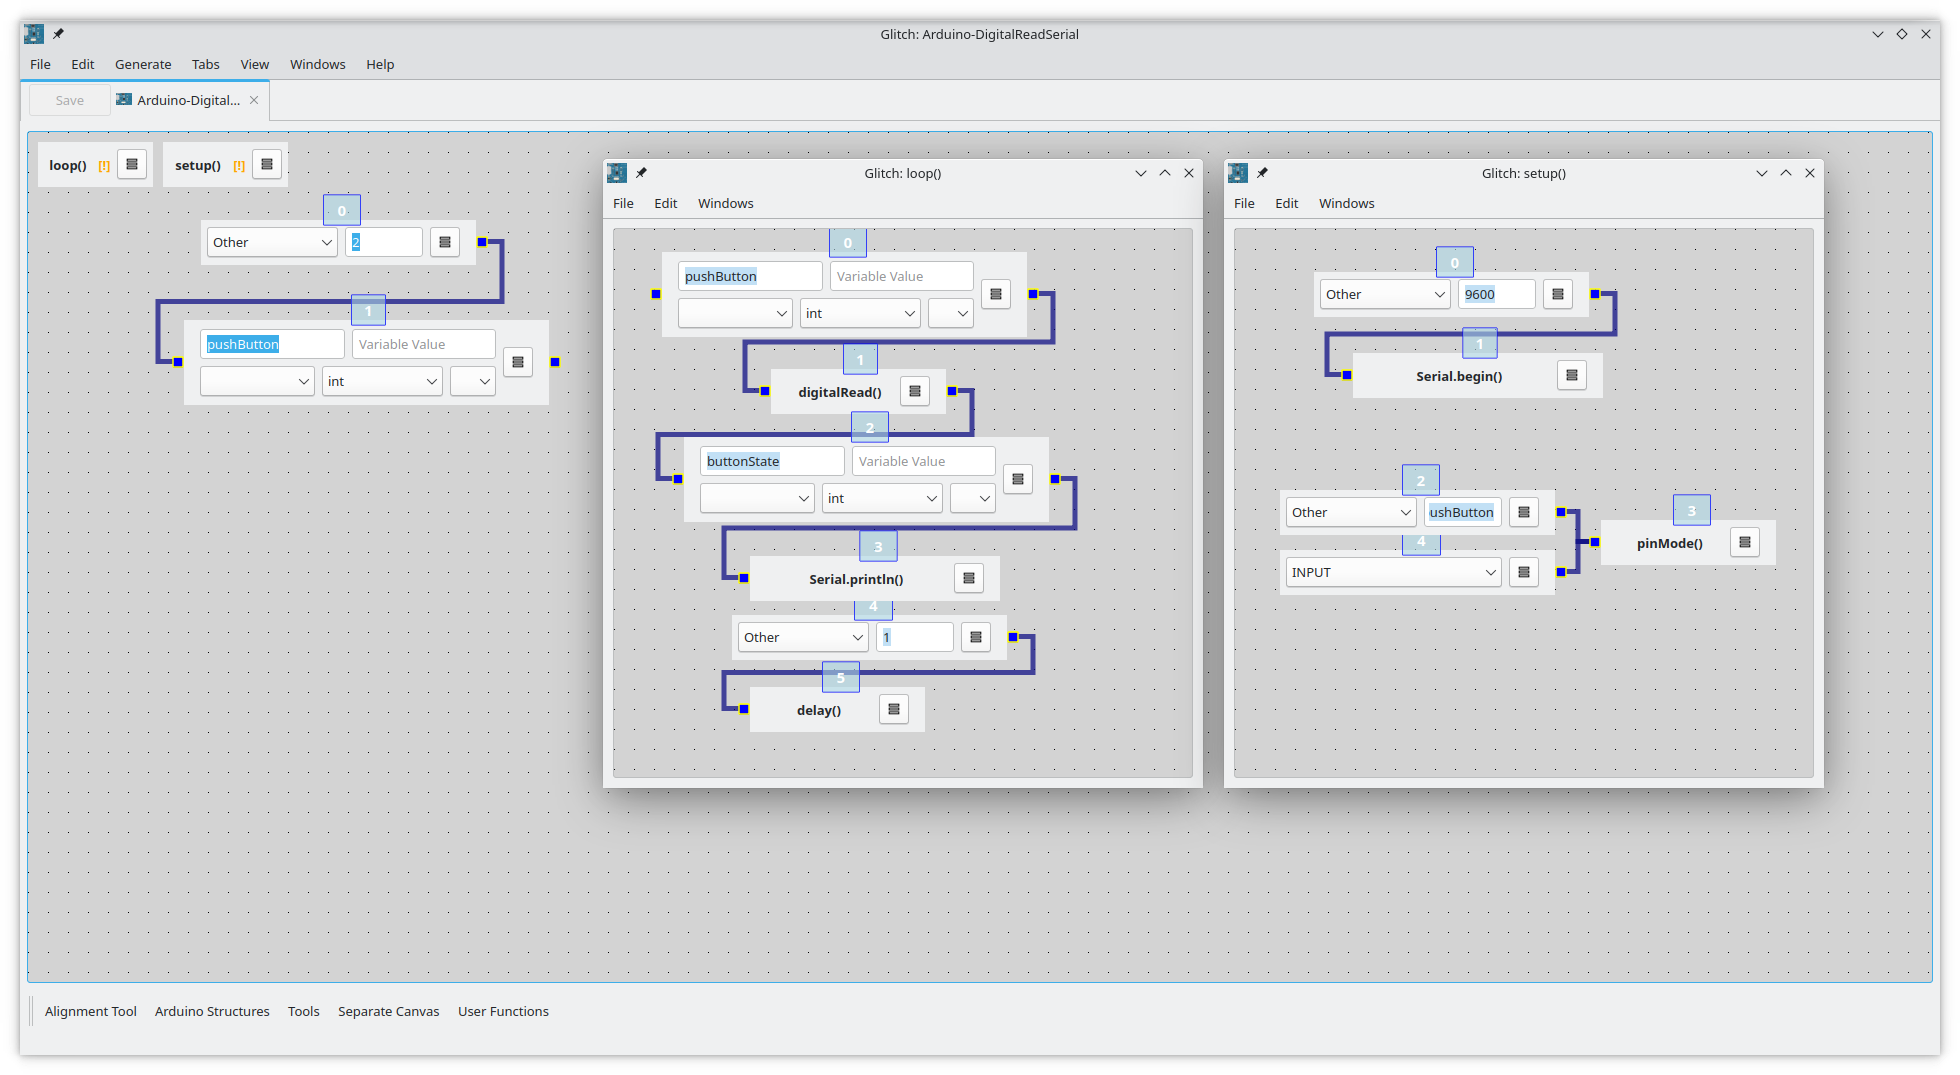 Glitch: Arduino-DigitalReadSerial
File Edit Generate Tabs View Windows Help
Save Arduino-Digital...
loop() [!] setup() [!]
0
Other 2
1
pushButton Variable Value
int
Glitch: loop()
File Edit Windows
0
pushButton Variable Value
int
1
digitalRead()
2
buttonState Variable Value
int
3
Serial.println()
4
Other 1
5
delay()
Glitch: setup()
File Edit Windows
0
Other 9600
1
Serial.begin()
2
Other ushButton
3
pinMode()
4
INPUT
Alignment Tool Arduino Structures Tools Separate Canvas User Functions